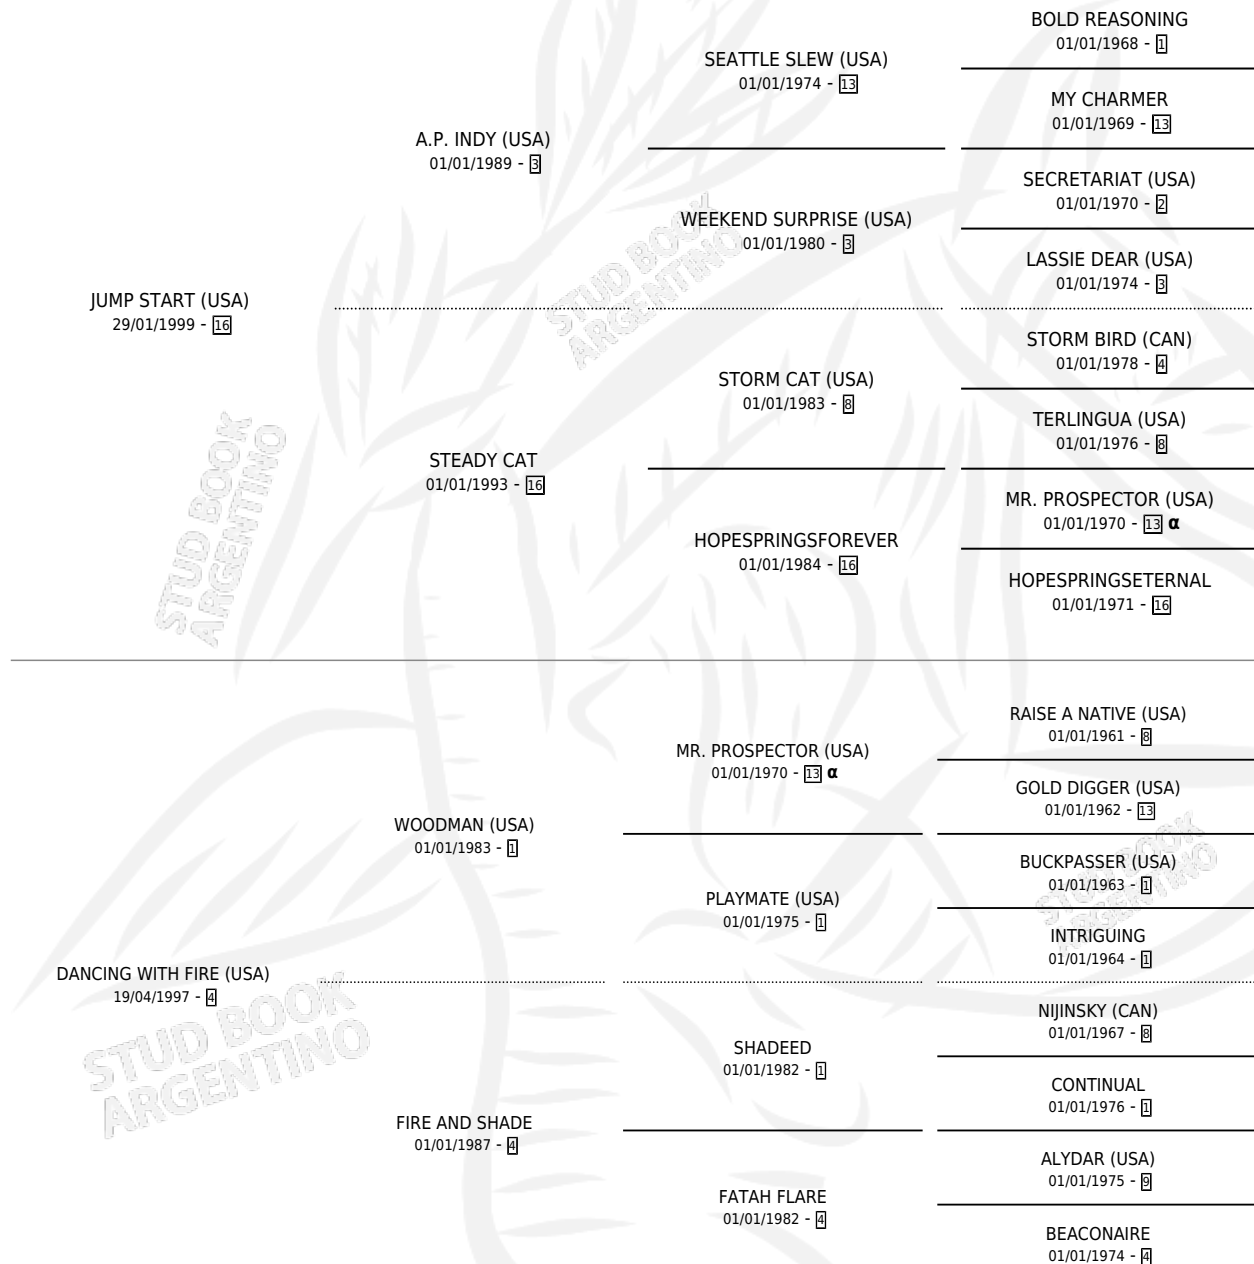 BOLD REASONING
01/01/1968 - 1
SEATTLE SLEW (USA)
01/01/1974 - 13
MY CHARMER
01/01/1969 - 13
A.P. INDY (USA)
01/01/1989 - 3
SECRETARIAT (USA)
01/01/1970 - 2
WEEKEND SURPRISE (USA)
01/01/1980 - 3
LASSIE DEAR (USA)
01/01/1974 - 3
JUMP START (USA)
29/01/1999 - 16
STORM BIRD (CAN)
01/01/1978 - 4
STORM CAT (USA)
01/01/1983 - 8
TERLINGUA (USA)
01/01/1976 - 8
STEADY CAT
01/01/1993 - 16
MR. PROSPECTOR (USA)
01/01/1970 - 13 α
HOPESPRINGSFOREVER
01/01/1984 - 16
HOPESPRINGSETERNAL
01/01/1971 - 16
RAISE A NATIVE (USA)
01/01/1961 - 8
MR. PROSPECTOR (USA)
01/01/1970 - 13 α
GOLD DIGGER (USA)
01/01/1962 - 13
WOODMAN (USA)
01/01/1983 - 1
BUCKPASSER (USA)
01/01/1963 - 1
PLAYMATE (USA)
01/01/1975 - 1
INTRIGUING
01/01/1964 - 1
DANCING WITH FIRE (USA)
19/04/1997 - 4
NIJINSKY (CAN)
01/01/1967 - 8
SHADEED
01/01/1982 - 1
CONTINUAL
01/01/1976 - 1
FIRE AND SHADE
01/01/1987 - 4
ALYDAR (USA)
01/01/1975 - 9
FATAH FLARE
01/01/1982 - 4
BEACONAIRE
01/01/1974 - 4
STUD BOOK
ARGENTINO
STUD BOOK
ARGENTINO
STUD BOOK
ARGENTINO
STUD BOOK
ARGENTINO